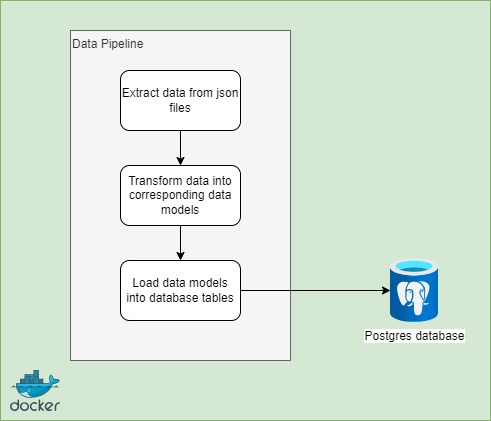 Data Pipeline
Extract data from json
files
Transform data into
corresponding data
models
Load data models
into database tables
Postgres database
docker